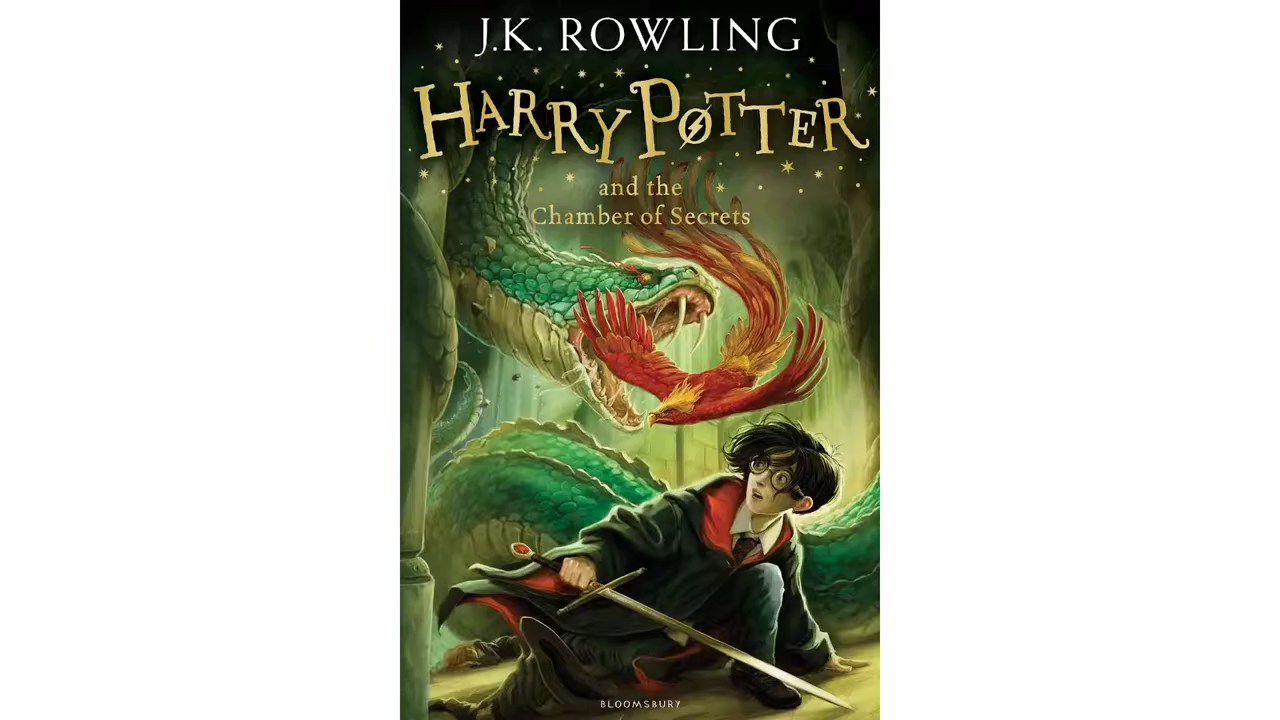 J.K. ROWLING
HARRY POTTER
and the
Chamber of Secrets
BLOOMSBURY